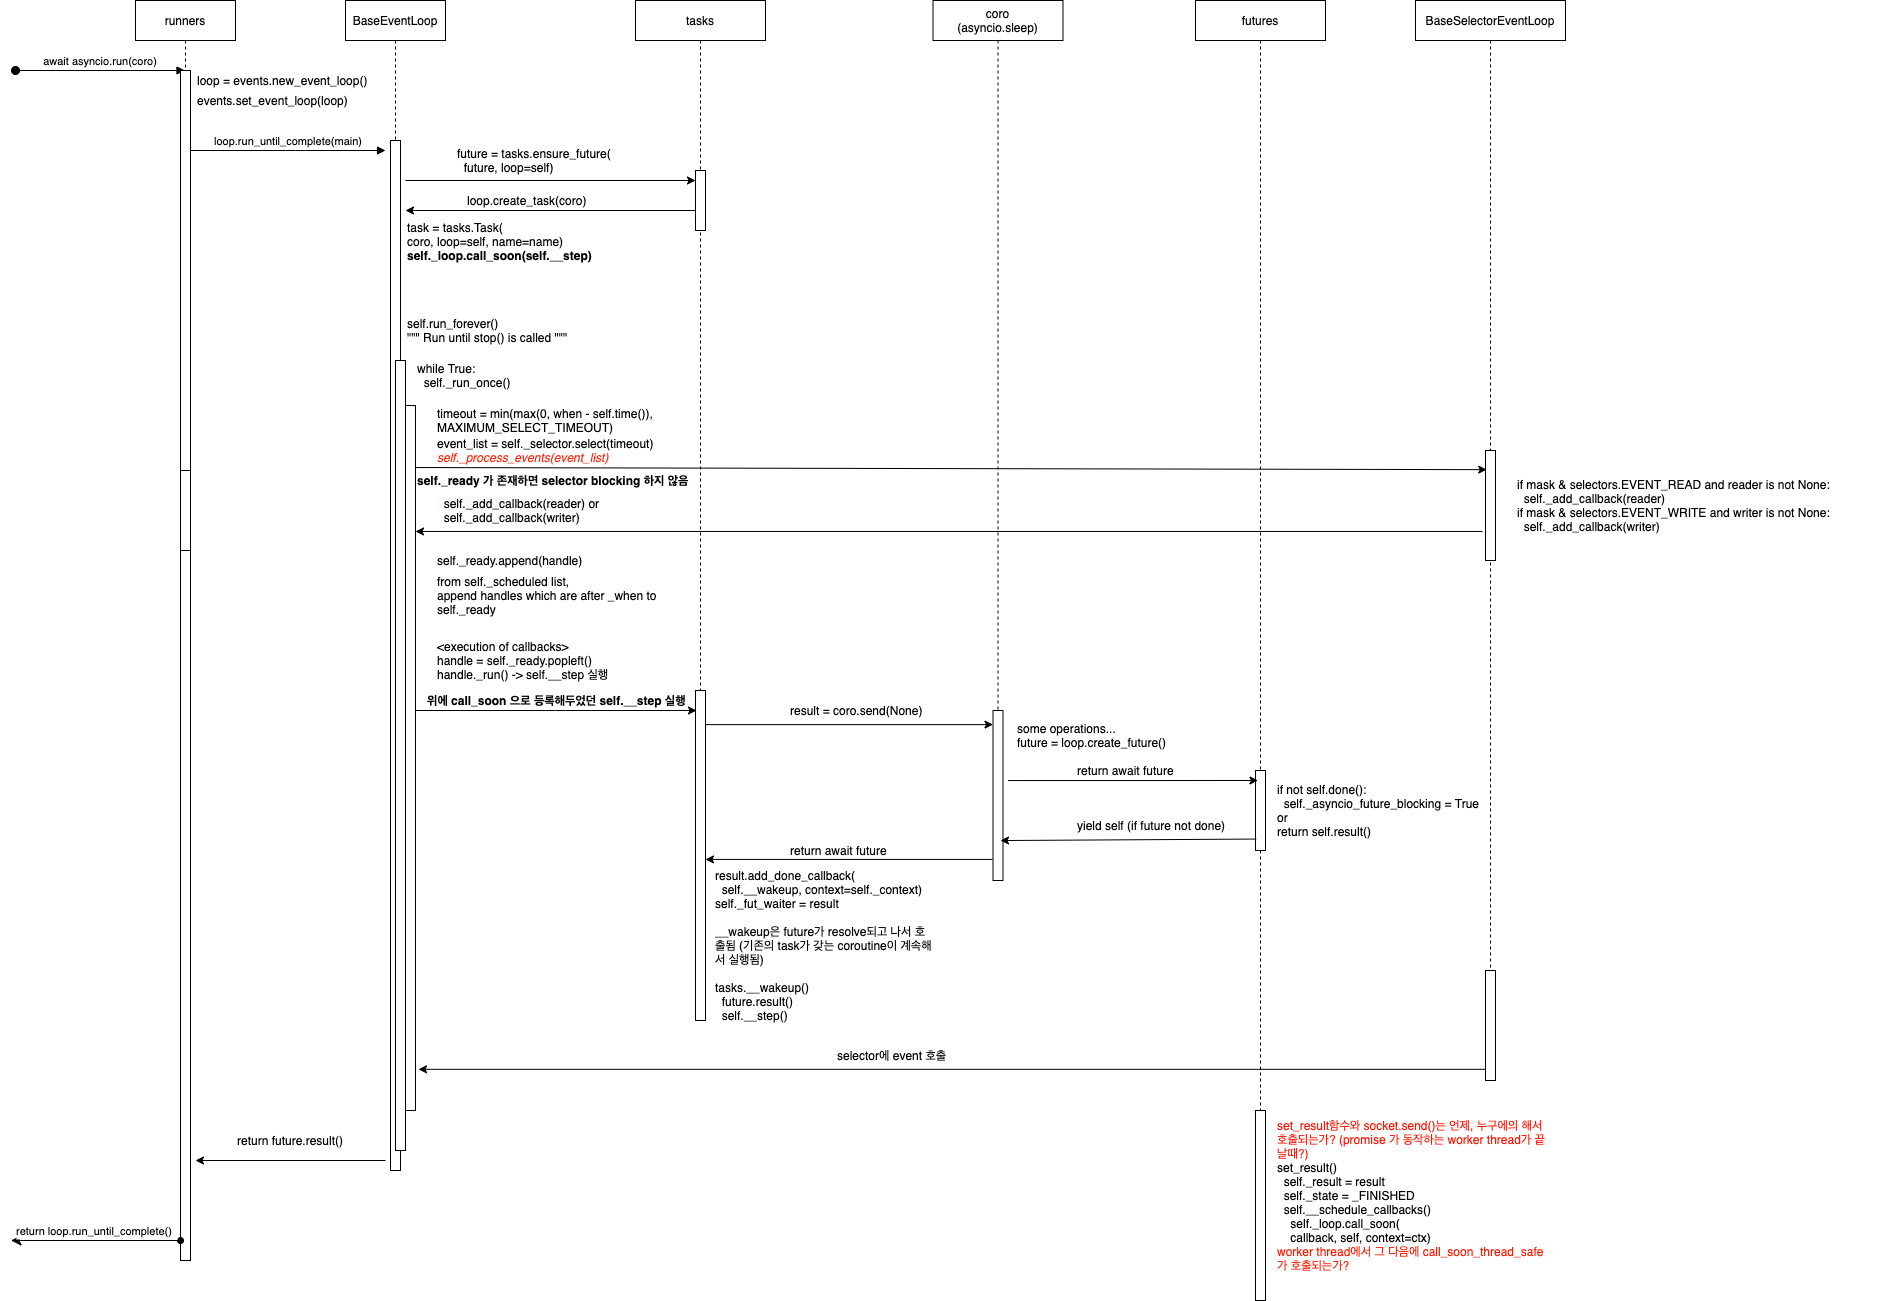 runners
BaseEventLoop
tasks
coro
(asyncio.sleep)
futures
BaseSelectorEventLoop
await asyncio.run(coro)
loop = events.new_event_loop()
events.set_event_loop(loop)
loop.run_until_complete(main)
future = tasks.ensure_future(
future, loop=self)
loop.create_task(coro)
task = tasks.Task(
coro, loop=self, name=name)
self._loop.call_soon(self.__step)
self.run_forever()
""" Run until stop() is called """
while True:
self._run_once()
timeout = min(max(0, when - self.time()),
MAXIMUM_SELECT_TIMEOUT)
event_list = self._selector.select(timeout)
self._process_events(event_list)
self._ready 가 존재하면 selector blocking 하지 않음
self._add_callback(reader) or
self._add_callback(writer)
if mask & selectors.EVENT_READ and reader is not None:
self._add_callback(reader)
if mask & selectors.EVENT_WRITE and writer is not None:
self._add_callback(writer)
self._ready.append(handle)
from self._scheduled list,
append handles which are after _when to
self._ready
<execution of callbacks>
handle = self._ready.popleft()
handle._run() -> self.__step 실행
위에 call_soon 으로 등록해두었던 self.__step 실행
result = coro.send(None)
some operations...
future = loop.create_future()
return await future
if not self.done():
self._asyncio_future_blocking = True
or
return self.result()
yield self (if future not done)
return await future
result.add_done_callback(
self.__wakeup, context=self._context)
self._fut_waiter = result
__wakeup은 future가 resolve되고 나서 호
출됨 (기존의 task가 갖는 coroutine이 계속해
서 실행됨)
tasks.__wakeup()
future.result()
self.__step()
selector에 event 호출
return future.result()
set_result함수와 socket.send()는 언제, 누구에의 해서
호출되는가? (promise 가 동작하는 worker thread가 끝
날때?)
set_result()
self._result = result
self._state = _FINISHED
self.__schedule_callbacks()
self._loop.call_soon(
callback, self, context=ctx)
worker thread에서 그 다음에 call_soon_thread_safe
가 호출되는가?
return loop.run_until_complete()